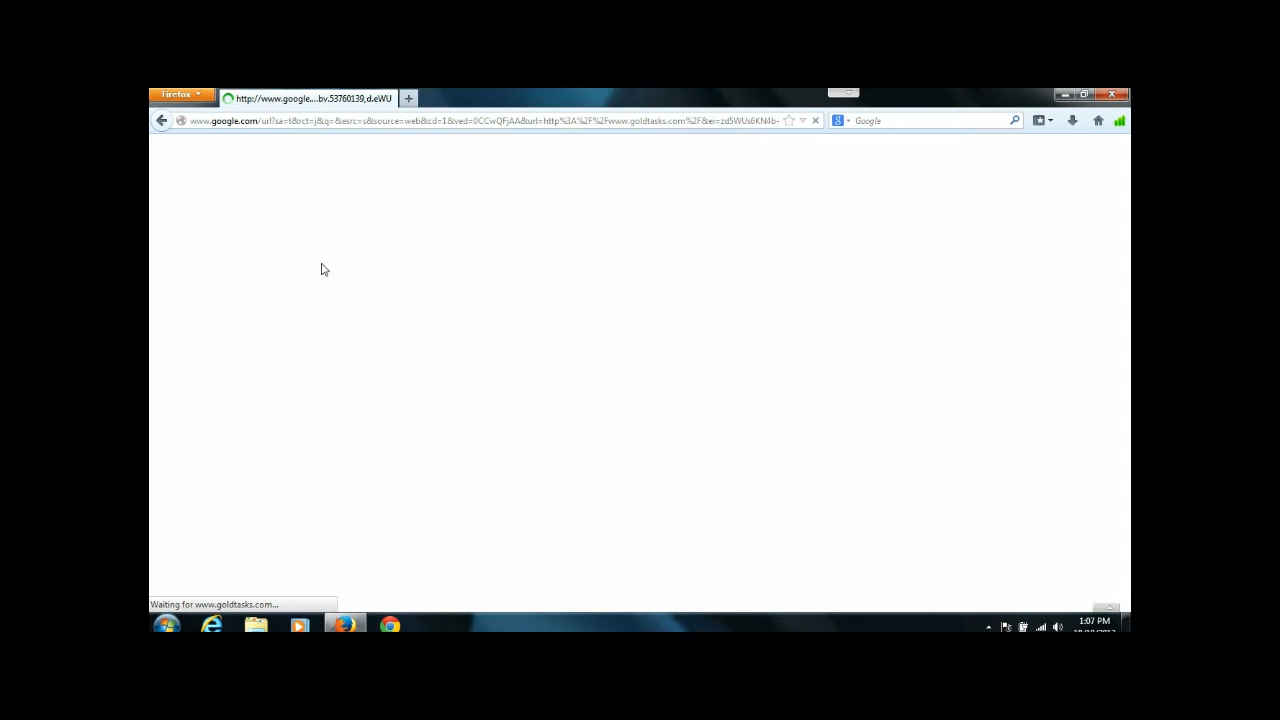 Firefox
http://www.google....bv.53760139,d.eWU
www.google.com/url?sa=t&rct=j&q=&esrc=s&source=web&cd=1&ved=0CCwQFjAA&url=http%3A%2F%2Fwww.goldtasks.com%2F&ei=zd5WUs6KN4b-
Google
Waiting for www.goldtasks.com...
1:07 PM